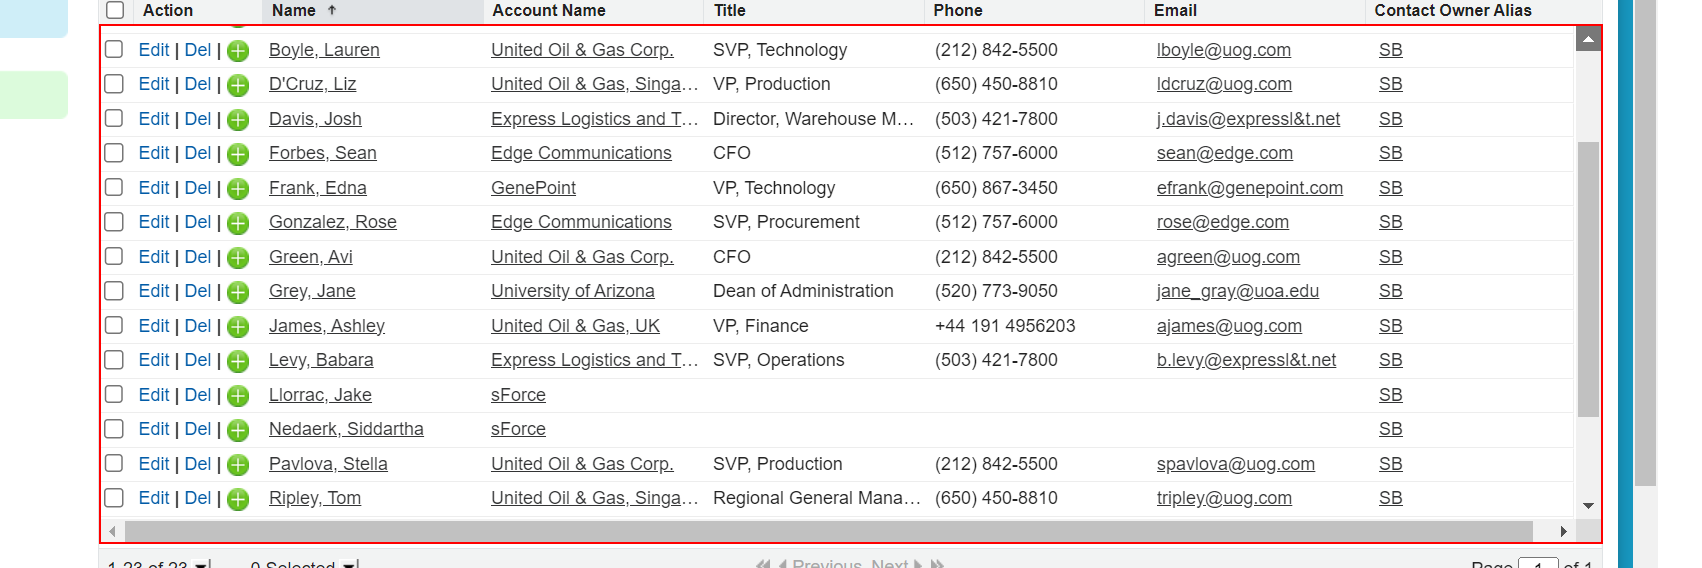 Action Name ↑ Account Name Title Phone Email Contact Owner Alias
Edit | Del | Boyle, Lauren United Oil & Gas Corp. SVP, Technology (212) 842-5500 lboyle@uog.com SB
Edit | Del | D'Cruz, Liz United Oil & Gas, Singa... VP, Production (650) 450-8810 ldcruz@uog.com SB
Edit | Del | Davis, Josh Express Logistics and T... Director, Warehouse M... (503) 421-7800 j.davis@expressl&t.net SB
Edit | Del | Forbes, Sean Edge Communications CFO (512) 757-6000 sean@edge.com SB
Edit | Del | Frank, Edna GenePoint VP, Technology (650) 867-3450 efrank@genepoint.com SB
Edit | Del | Gonzalez, Rose Edge Communications SVP, Procurement (512) 757-6000 rose@edge.com SB
Edit | Del | Green, Avi United Oil & Gas Corp. CFO (212) 842-5500 agreen@uog.com SB
Edit | Del | Grey, Jane University of Arizona Dean of Administration (520) 773-9050 jane_gray@uoa.edu SB
Edit | Del | James, Ashley United Oil & Gas, UK VP, Finance +44 191 4956203 ajames@uog.com SB
Edit | Del | Levy, Babara Express Logistics and T... SVP, Operations (503) 421-7800 b.levy@expressl&t.net SB
Edit | Del | Llorrac, Jake sForce SB
Edit | Del | Nedaerk, Siddartha sForce SB
Edit | Del | Pavlova, Stella United Oil & Gas Corp. SVP, Production (212) 842-5500 spavlova@uog.com SB
Edit | Del | Ripley, Tom United Oil & Gas, Singa... Regional General Mana... (650) 450-8810 tripley@uog.com SB
1-23 of 23 0 Selected Previous Next Page 1 of 1